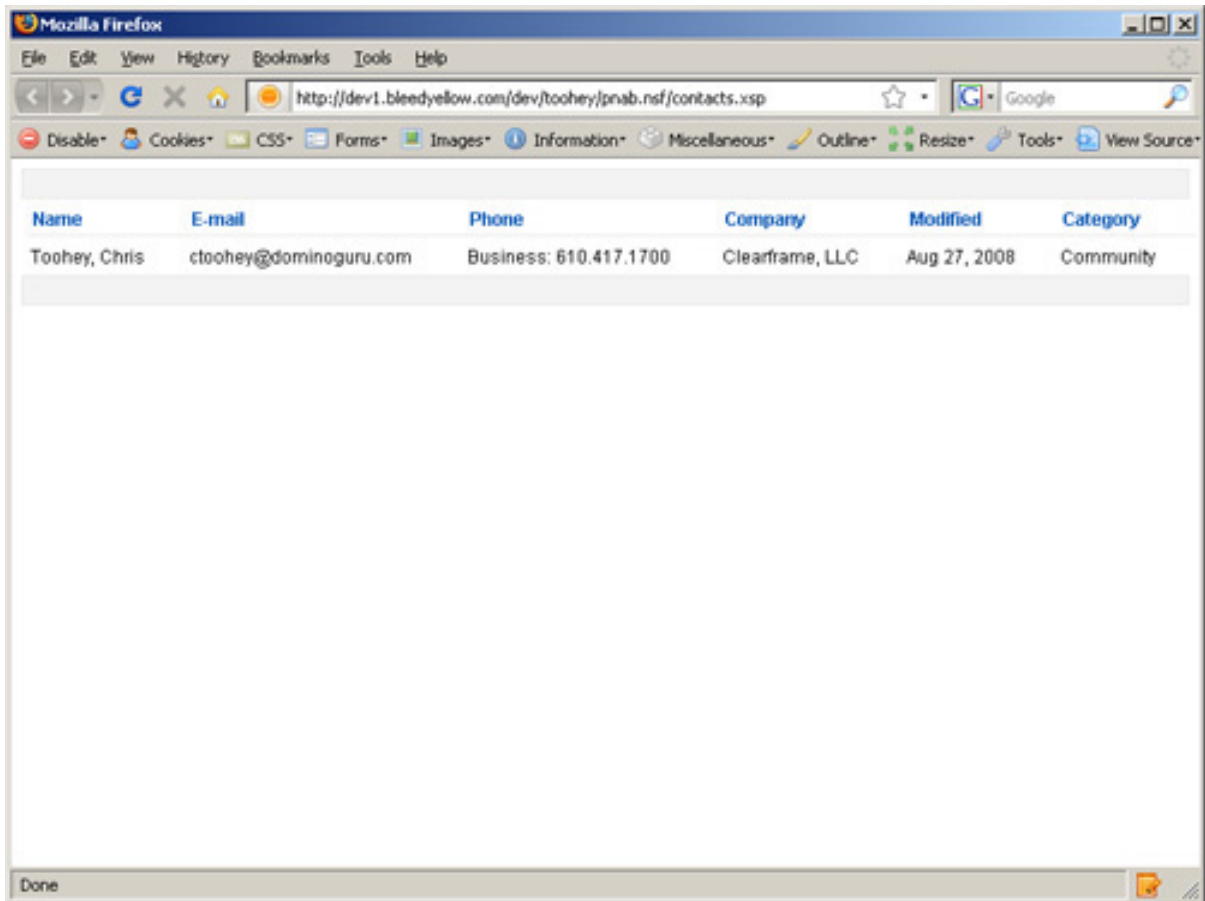 Mozilla Firefox
File Edit View History Bookmarks Tools Help
http://dev1.bleedyellow.com/dev/toohey/pnab.nsf/contacts.xsp G Google
Disable Cookies CSS Forms Images Information Miscellaneous Outline Resize Tools View Source
Name E-mail Phone Company Modified Category
Toohey, Chris ctoohey@dominoguru.com Business: 610.417.1700 Clearframe, LLC Aug 27, 2008 Community
Done